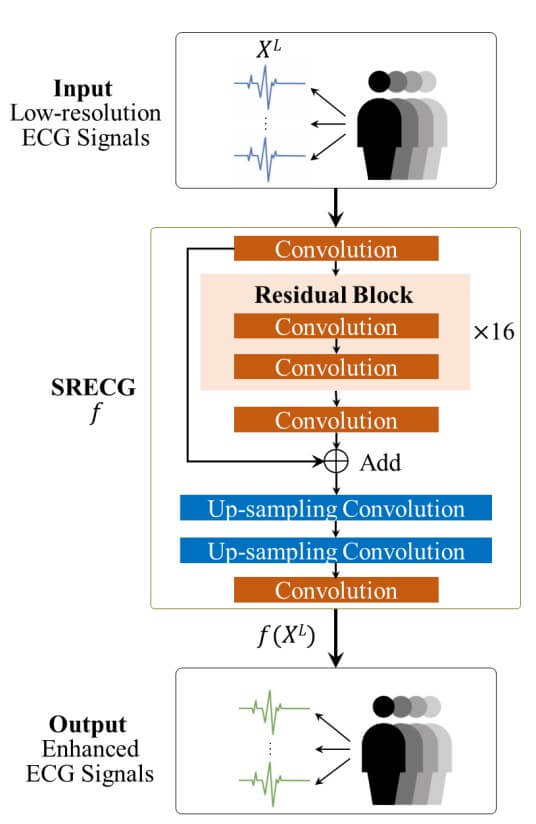 Input
Low-resolution
ECG Signals
X^L
Convolution
Residual Block
Convolution
Convolution
×16
Convolution
SRECG
f
Add
Up-sampling Convolution
Up-sampling Convolution
Convolution
f(X^L)
Output
Enhanced
ECG Signals